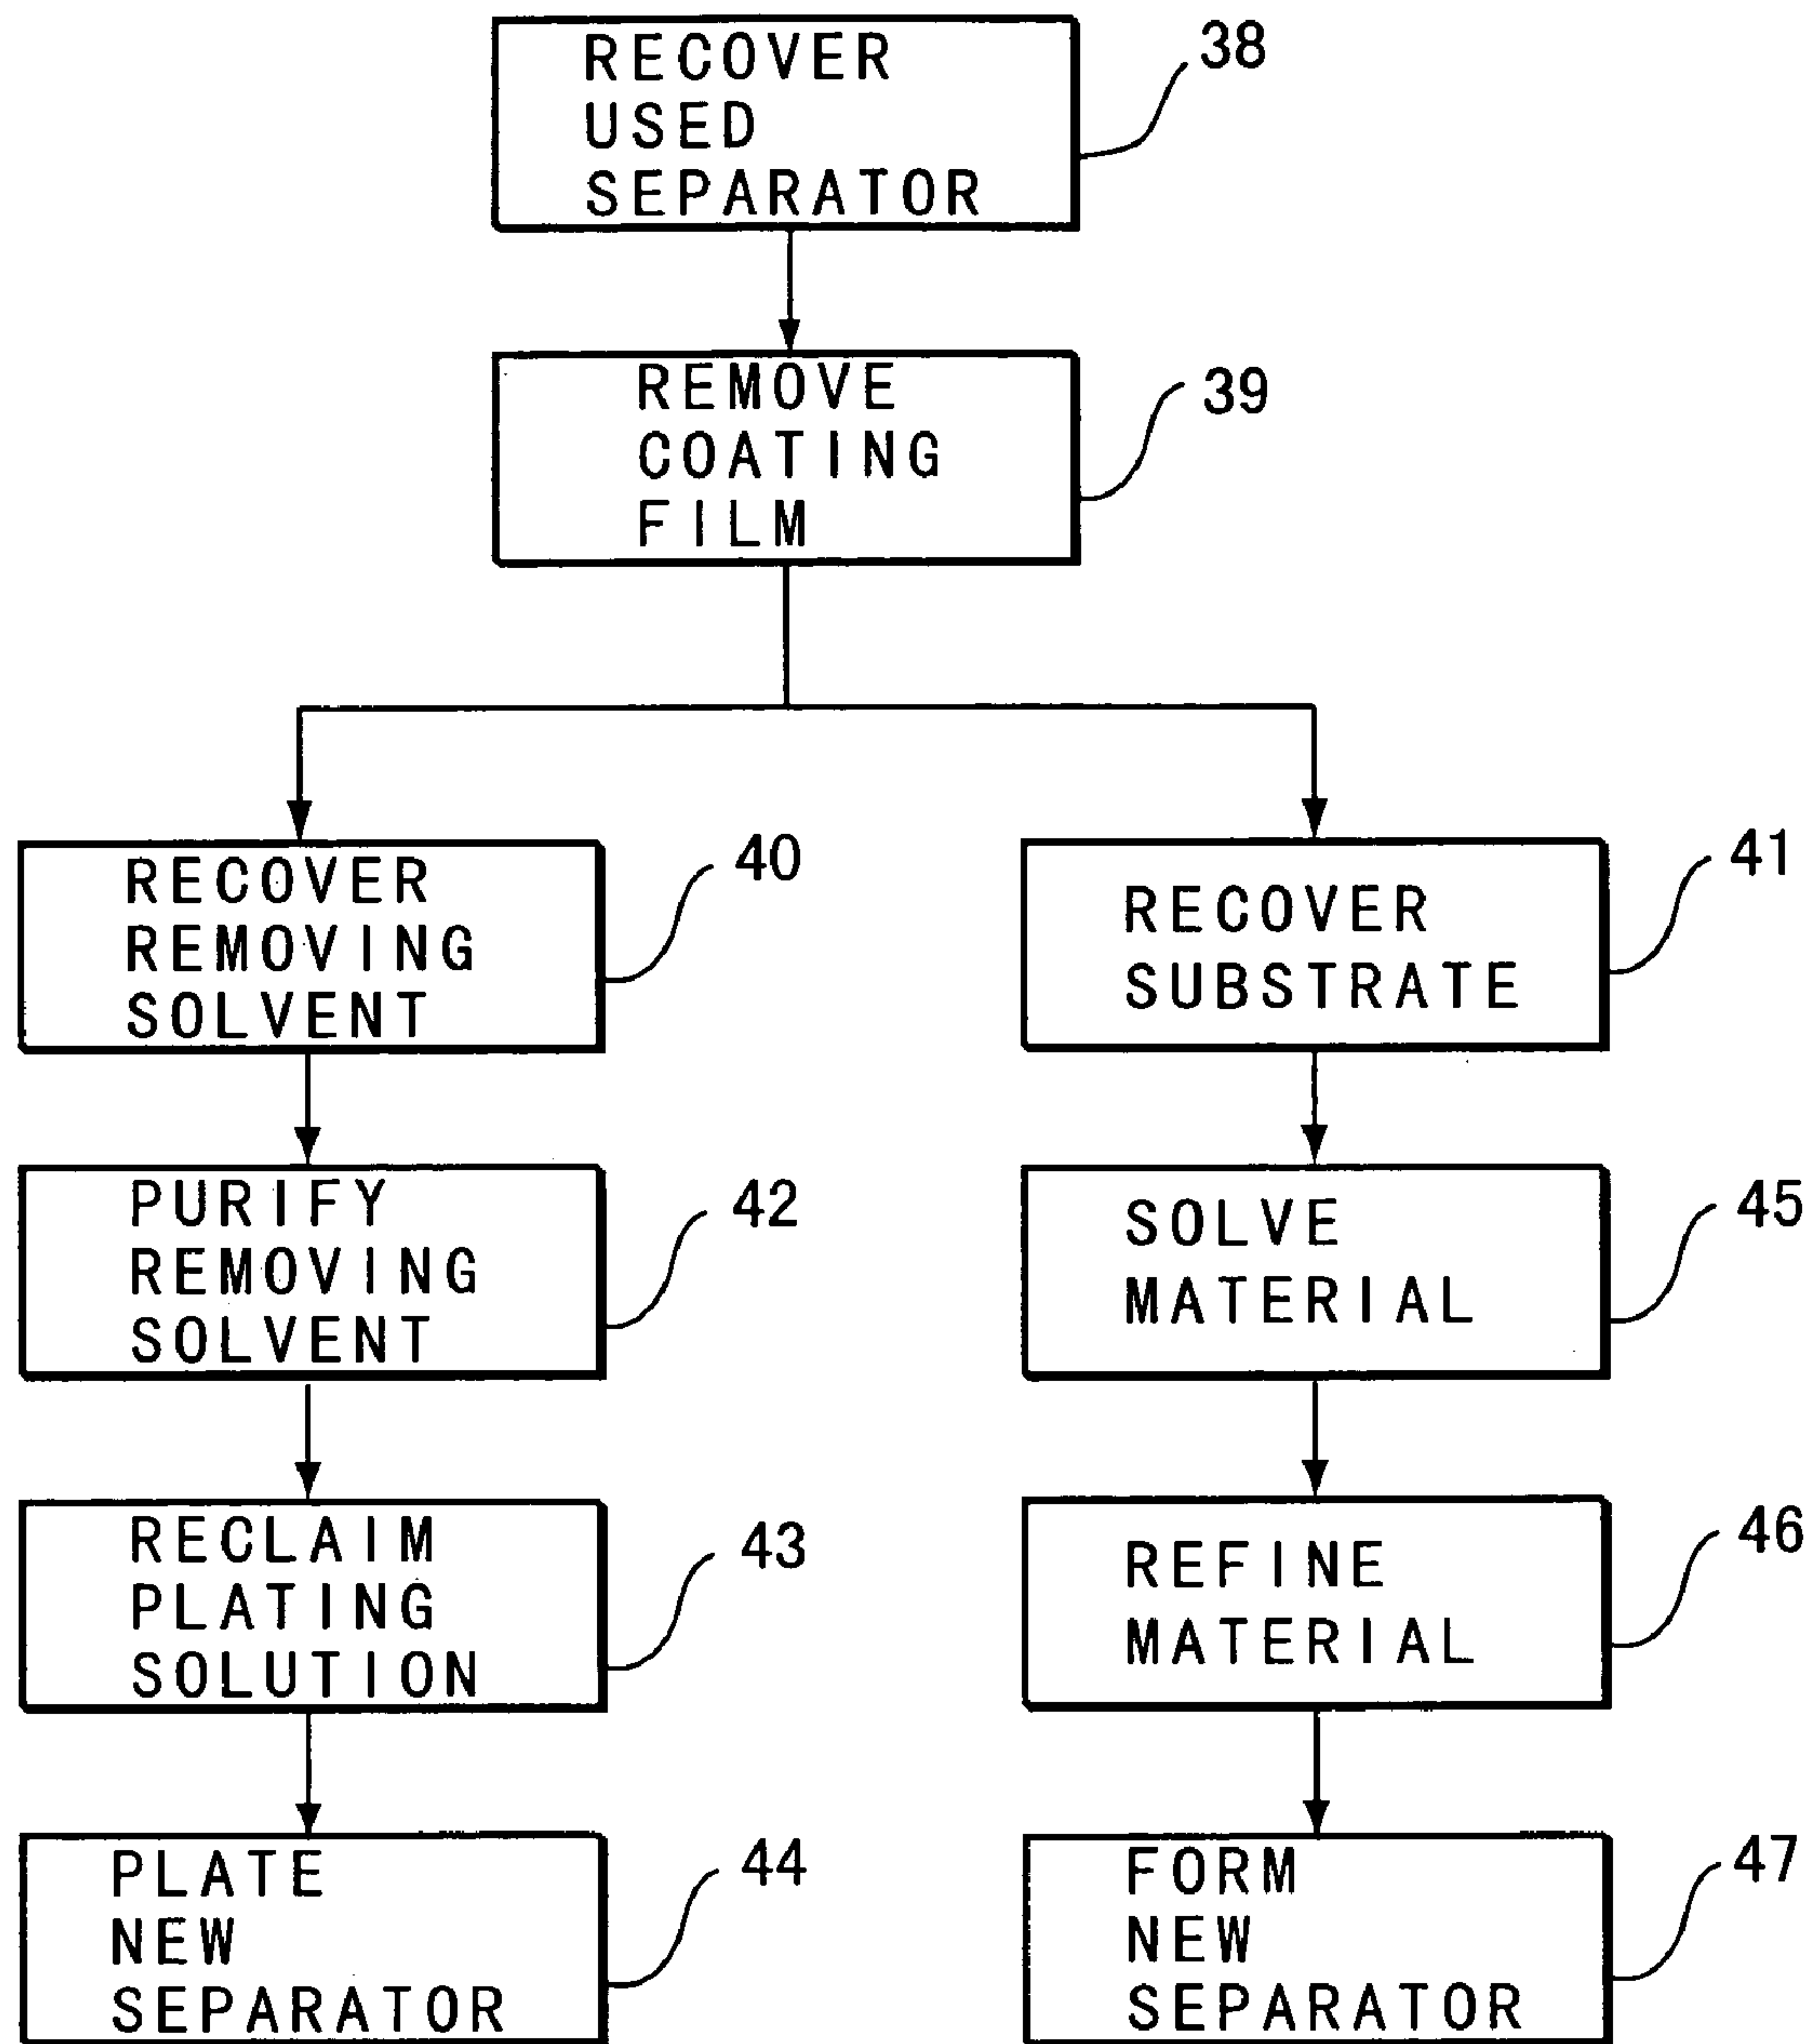 RECOVER
USED
SEPARATOR
38
REMOVE
COATING
FILM
39
RECOVER
REMOVING
SOLVENT
40
RECOVER
SUBSTRATE
41
PURIFY
REMOVING
SOLVENT
42
SOLVE
MATERIAL
45
RECLAIM
PLATING
SOLUTION
43
REFINE
MATERIAL
46
PLATE
NEW
SEPARATOR
44
FORM
NEW
SEPARATOR
47